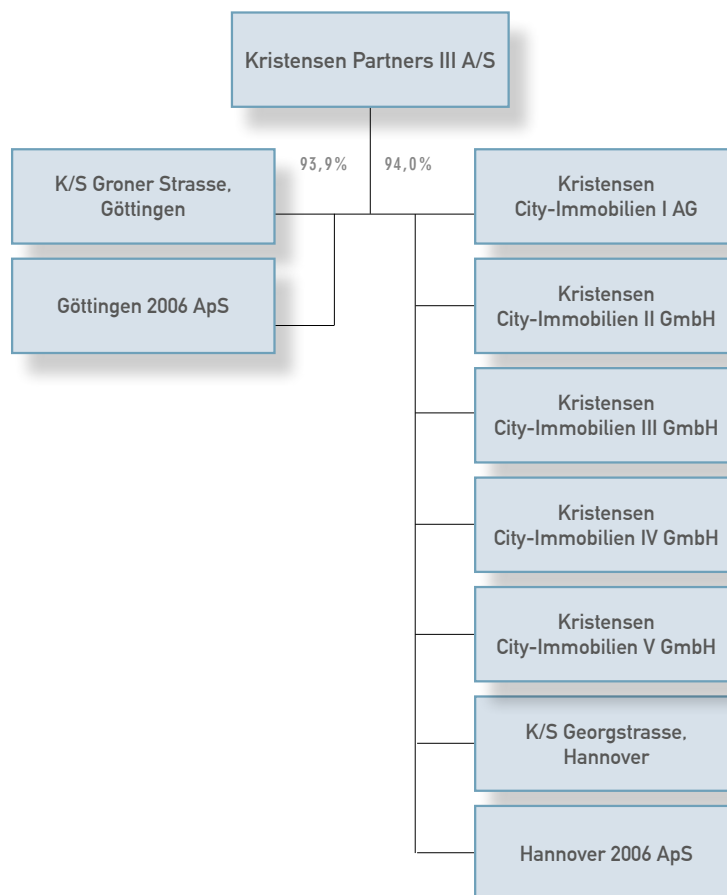 Kristensen Partners III A/S
93,9%
94,0%
K/S Groner Strasse,
Göttingen
Göttingen 2006 ApS
Kristensen
City-Immobilien I AG
Kristensen
City-Immobilien II GmbH
Kristensen
City-Immobilien III GmbH
Kristensen
City-Immobilien IV GmbH
Kristensen
City-Immobilien V GmbH
K/S Georgstrasse,
Hannover
Hannover 2006 ApS